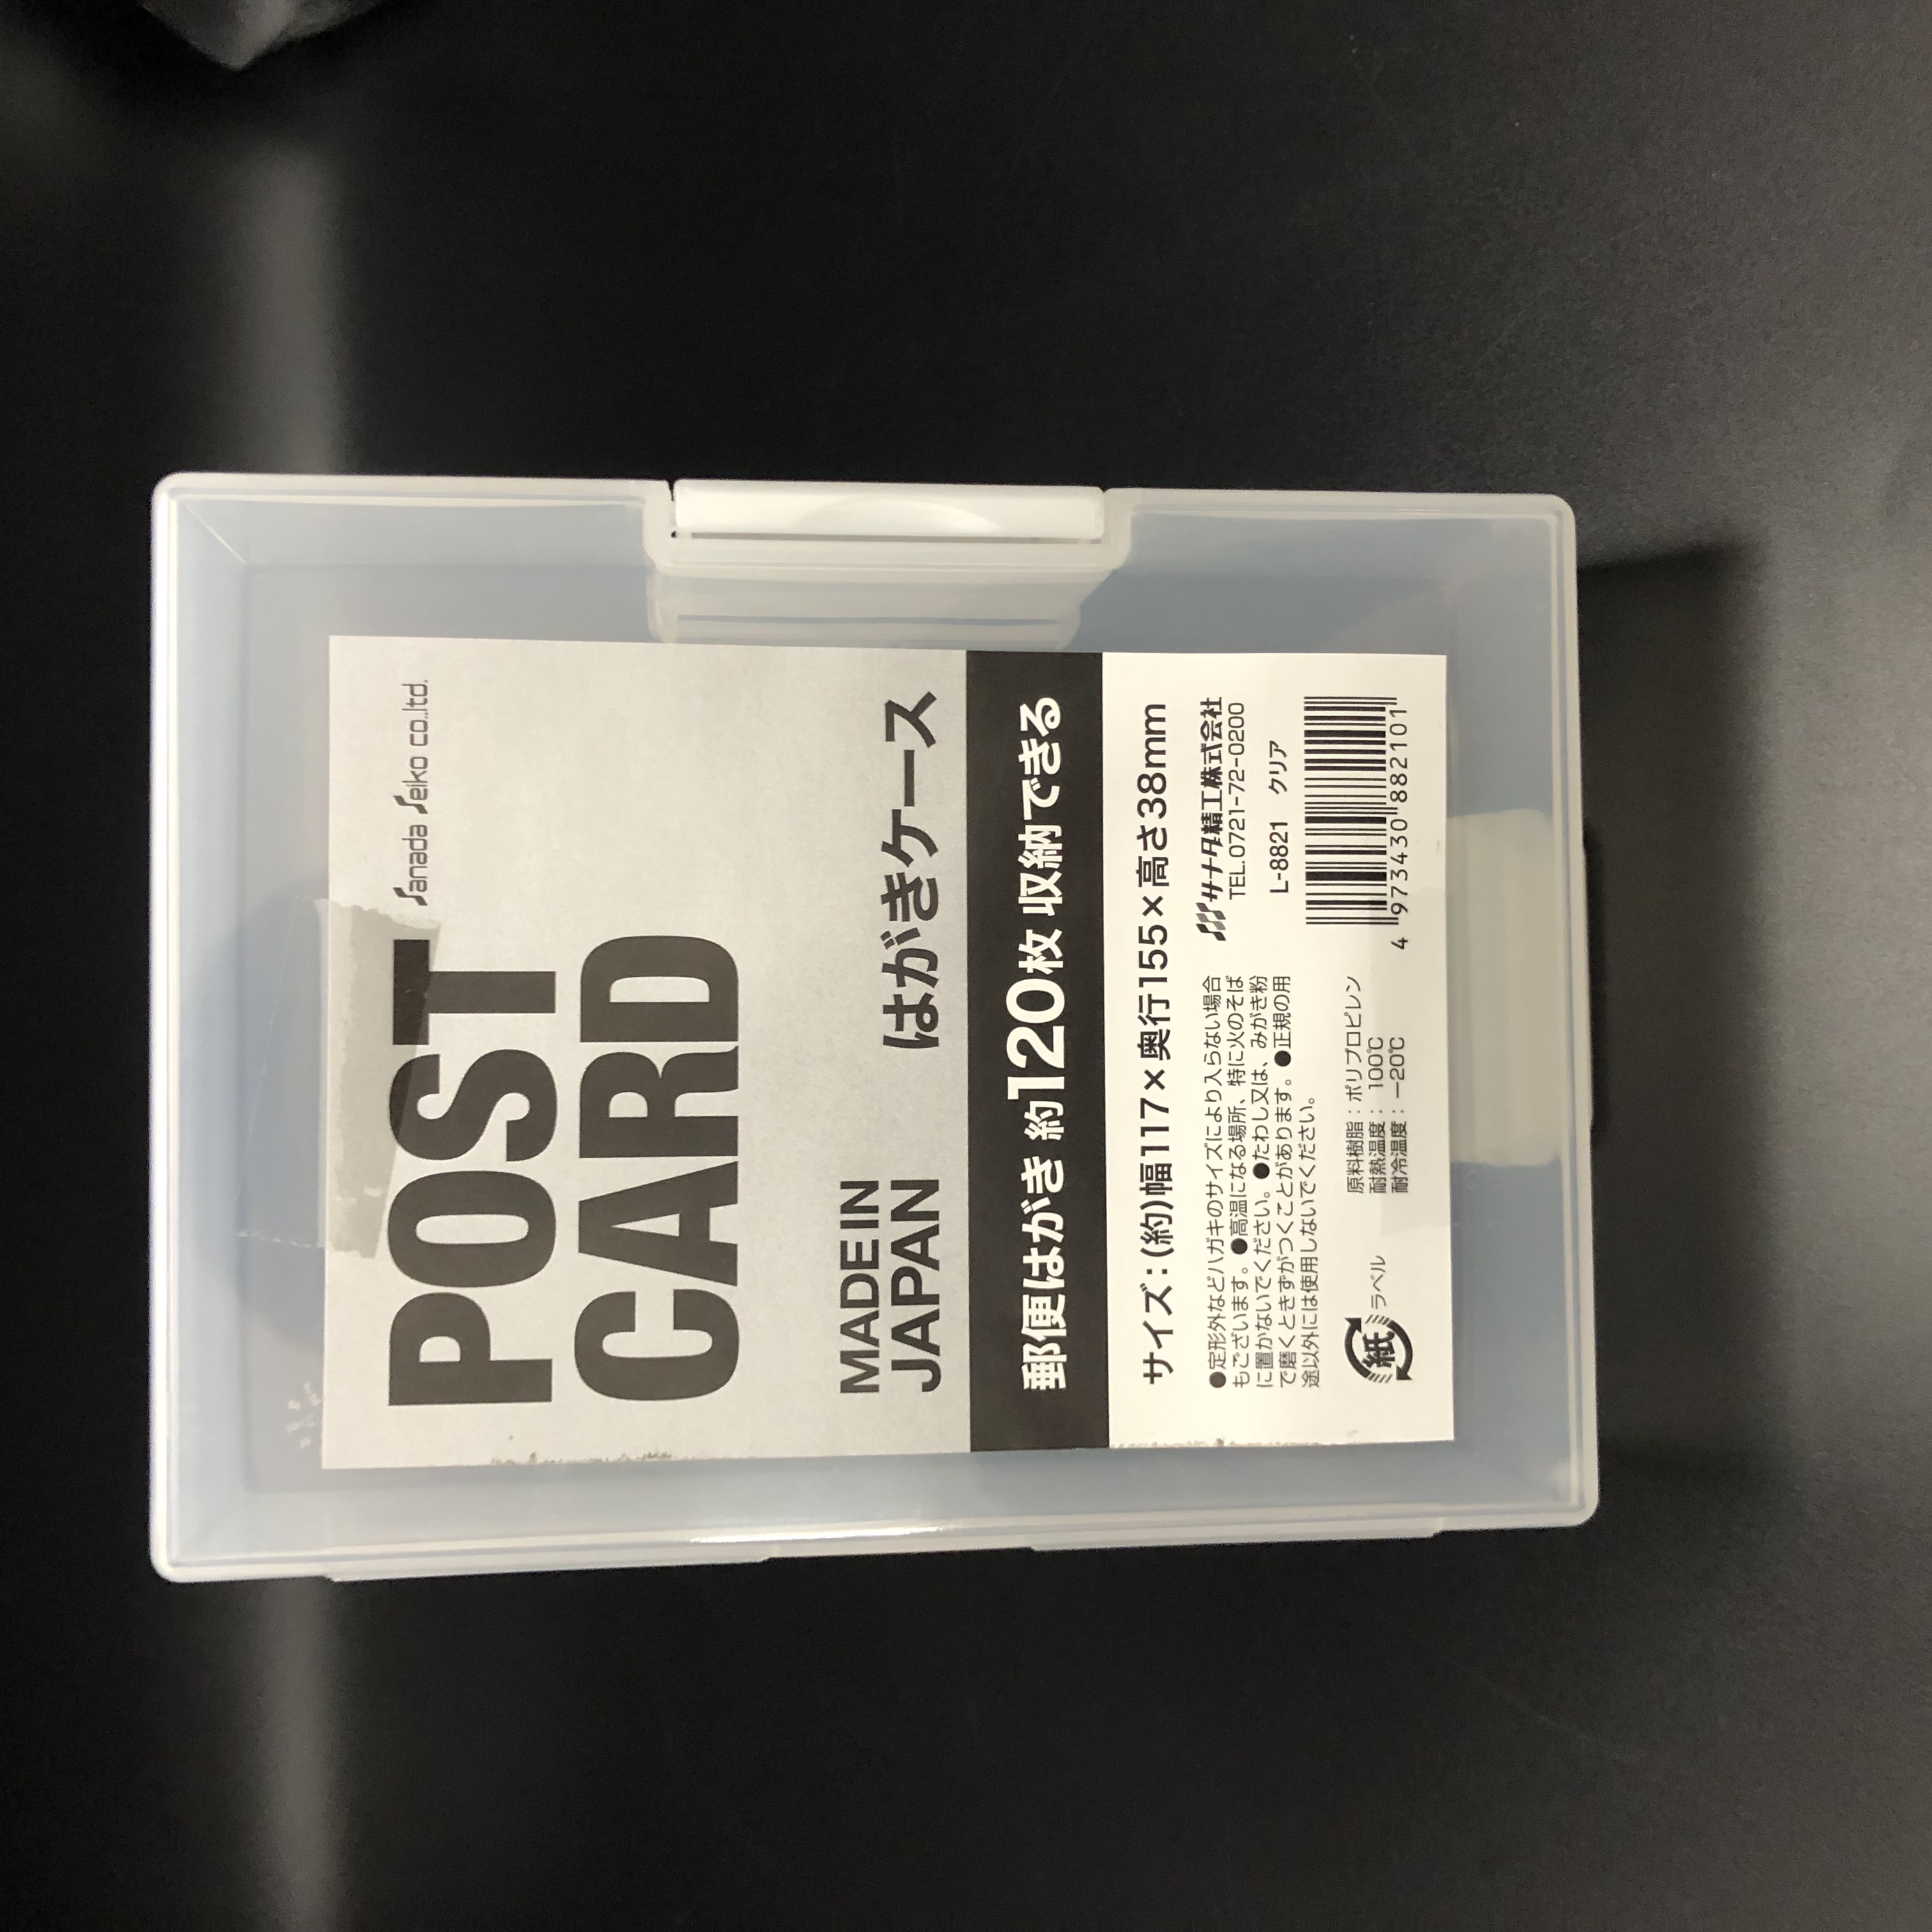 Sanada Seiko co.,ltd.
POST
CARD
MADE IN
JAPAN
はがきケース
郵便はがき 約120枚 収納できる
サイズ：(約)幅117×奥行155×高さ38mm
●定形外などハガキのサイズにより入らない場合
もございます。●高温になる場所、特に火のそば
に置かないでください。●たわし又は、みがき粉
で磨くときずがつくことがあります。●正規の用
途以外には使用しないでください。
サナダ精工株式会社
TEL.0721-72-0200
L-8821 クリア
4 973430 882101
紙 ラベル
原料樹脂：ポリプロピレン
耐熱温度：100℃
耐冷温度：－20℃